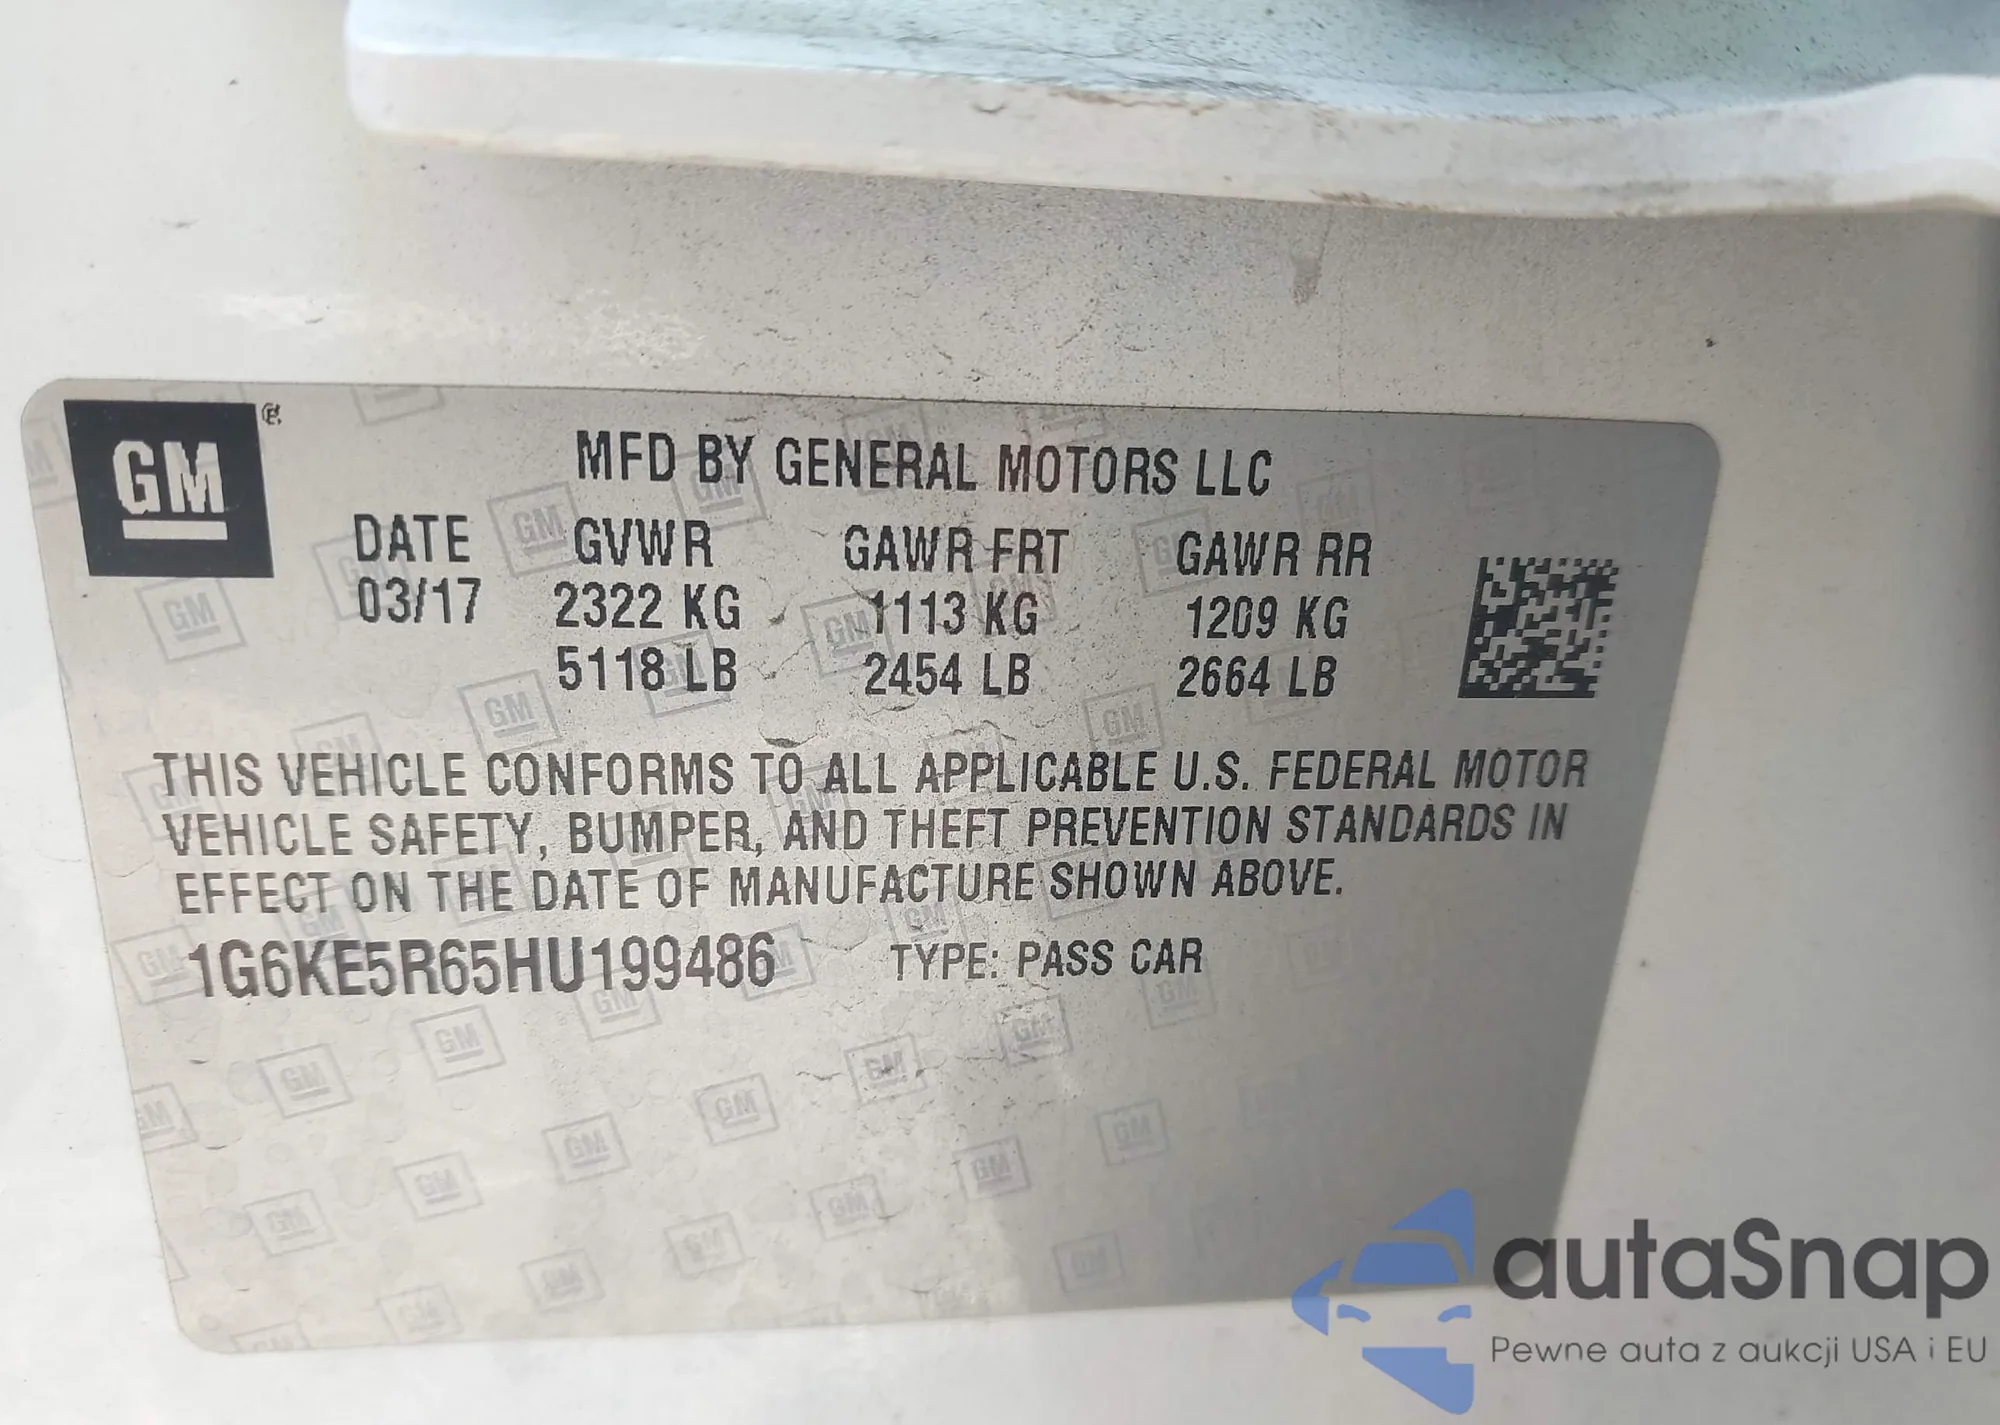 GM
MFD BY GENERAL MOTORS LLC
DATE GVWR GAWR FRT GAWR RR
03/17 2322 KG 1113 KG 1209 KG
5118 LB 2454 LB 2664 LB
THIS VEHICLE CONFORMS TO ALL APPLICABLE U.S. FEDERAL MOTOR
VEHICLE SAFETY, BUMPER, AND THEFT PREVENTION STANDARDS IN
EFFECT ON THE DATE OF MANUFACTURE SHOWN ABOVE.
1G6KE5R65HU199486 TYPE: PASS CAR
autaSnap
Pewne auta z aukcji USA i EU